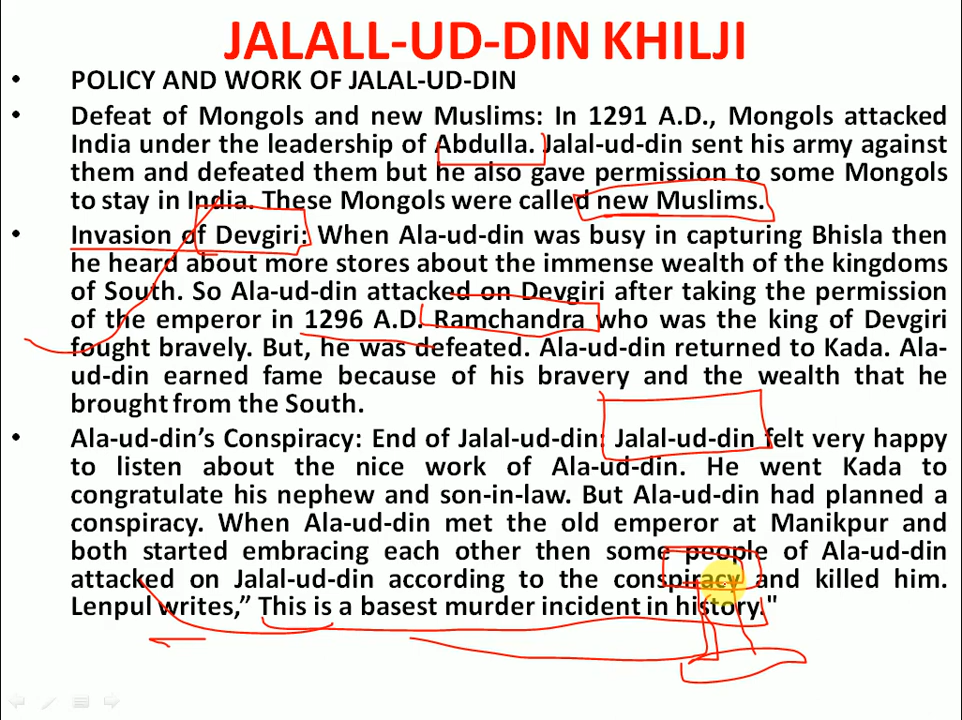 JALALL-UD-DIN KHILJI
• POLICY AND WORK OF JALAL-UD-DIN
• Defeat of Mongols and new Muslims: In 1291 A.D., Mongols attacked
India under the leadership of Abdulla. Jalal-ud-din sent his army against
them and defeated them but he also gave permission to some Mongols
to stay in India. These Mongols were called new Muslims.
• Invasion of Devgiri: When Ala-ud-din was busy in capturing Bhisla then
he heard about more stores about the immense wealth of the kingdoms
of South. So Ala-ud-din attacked on Devgiri after taking the permission
of the emperor in 1296 A.D. Ramchandra who was the king of Devgiri
fought bravely. But, he was defeated. Ala-ud-din returned to Kada. Ala-
ud-din earned fame because of his bravery and the wealth that he
brought from the South.
• Ala-ud-din’s Conspiracy: End of Jalal-ud-din: Jalal-ud-din felt very happy
to listen about the nice work of Ala-ud-din. He went Kada to
congratulate his nephew and son-in-law. But Ala-ud-din had planned a
conspiracy. When Ala-ud-din met the old emperor at Manikpur and
both started embracing each other then some people of Ala-ud-din
attacked on Jalal-ud-din according to the conspiracy and killed him.
Lenpul writes,” This is a basest murder incident in history."